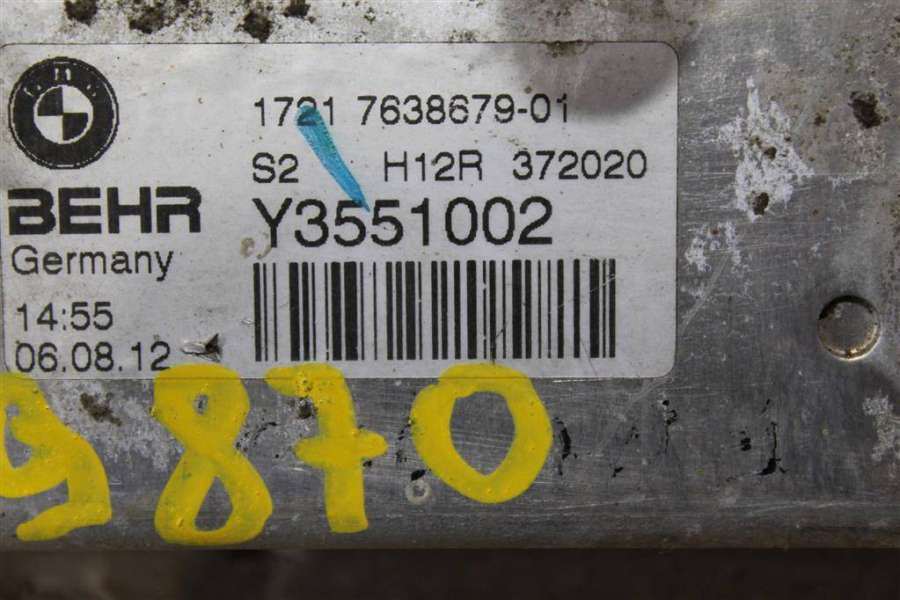 1721 7638679-01
S2 H12R 372020
BEHR
Y3551002
Germany
14:55
06.08.12
9870